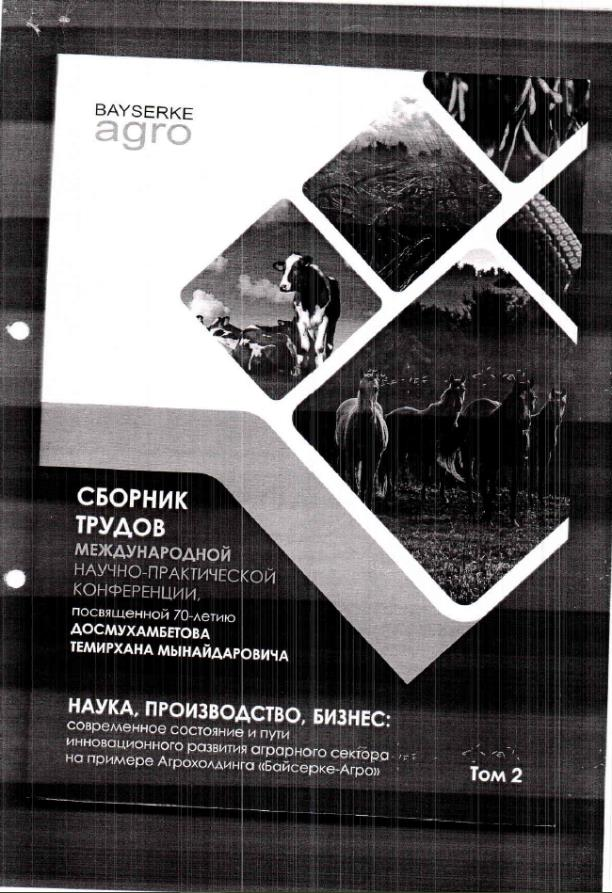 BAYSERKE
agro
СБОРНИК
ТРУДОВ
МЕЖДУНАРОДНОЙ
НАУЧНО-ПРАКТИЧЕСКОЙ
КОНФЕРЕНЦИИ,
посвященной 70-летию
ДОСМУХАМБЕТОВА
ТЕМИРХАНА МЫНАЙДАРОВИЧА
НАУКА, ПРОИЗВОДСТВО, БИЗНЕС:
современное состояние и пути
инновационного развития аграрного сектора
на примере Агрохолдинга «Байсерке-Агро»
Том 2